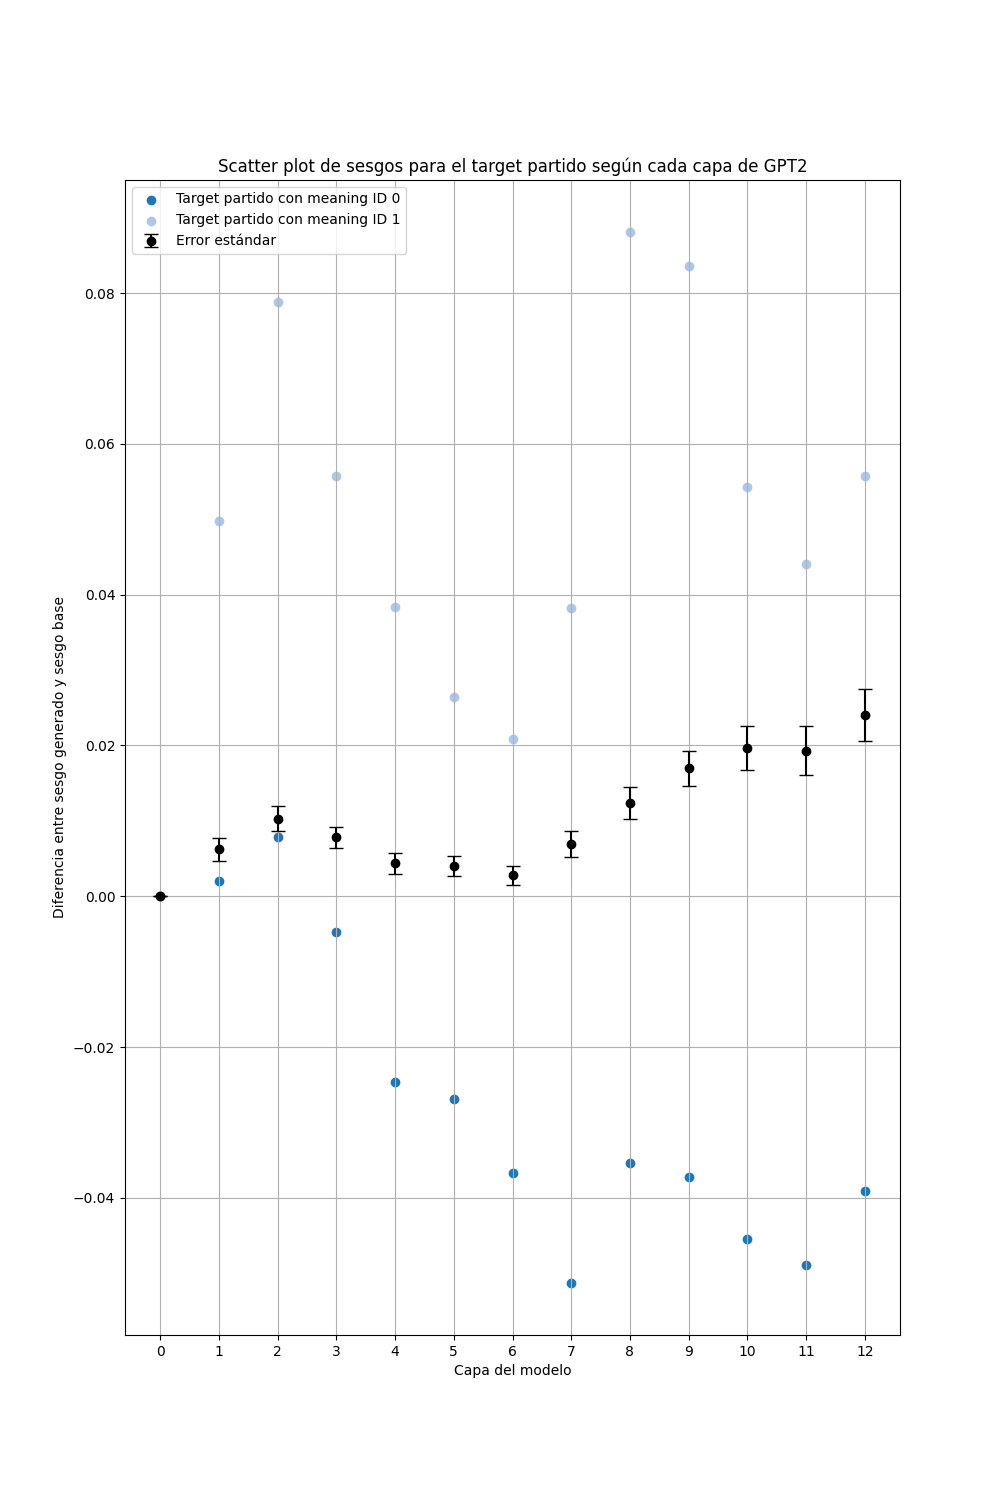 Scatter plot de sesgos para el target partido según cada capa de GPT2
Target partido con meaning ID 0
Target partido con meaning ID 1
Error estándar
0.08
0.06
0.04
0.02
0.00
−0.02
−0.04
Diferencia entre sesgo generado y sesgo base
0 1 2 3 4 5 6 7 8 9 10 11 12
Capa del modelo